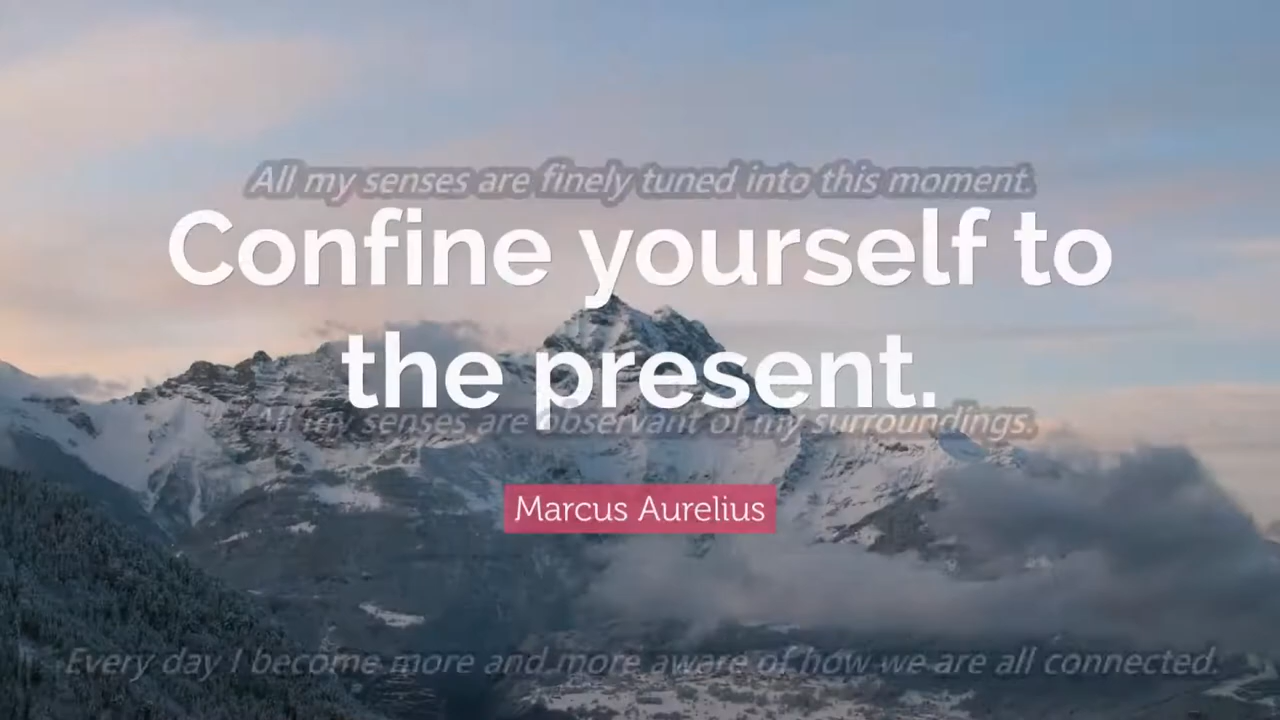 All my senses are finely tuned into this moment.
Confine yourself to
the present.
All my senses are observant of my surroundings.
Marcus Aurelius
Every day I become more and more aware of how we are all connected.